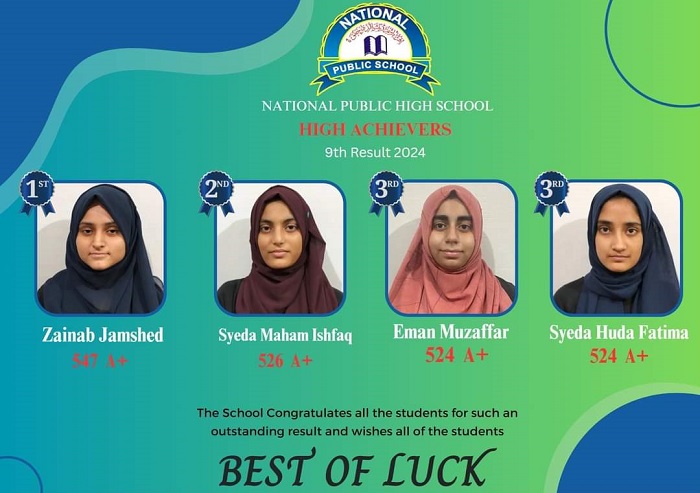 NATIONAL
PUBLIC SCHOOL
NATIONAL PUBLIC HIGH SCHOOL
HIGH ACHIEVERS
9th Result 2024
1ST
2ND
3RD
3RD
Zainab Jamshed
547 A+
Syeda Maham Ishfaq
526 A+
Eman Muzaffar
524 A+
Syeda Huda Fatima
524 A+
The School Congratulates all the students for such an
outstanding result and wishes all of the students
BEST OF LUCK